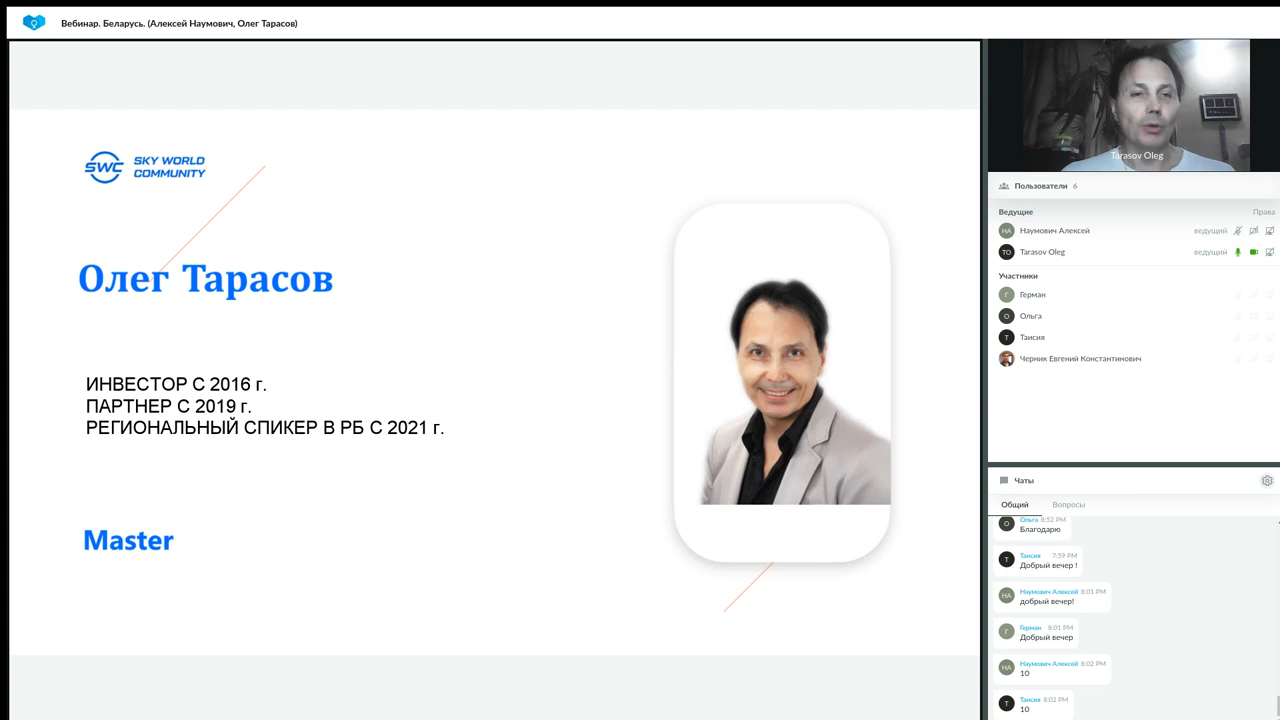 Вебинар. Беларусь. (Алексей Наумович, Олег Тарасов)
SWC SKY WORLD
COMMUNITY
Олег Тарасов
ИНВЕСТОР С 2016 г.
ПАРТНЕР С 2019 г.
РЕГИОНАЛЬНЫЙ СПИКЕР В РБ С 2021 г.
Master
Tarasov Oleg
Пользователи 6
Ведущие Права
НА Наумович Алексей ведущий
TO Tarasov Oleg ведущий
Участники
Г Герман
О Ольга
Т Таисия
Черник Евгений Константинович
Чаты
Общий Вопросы
О Ольга 8:52 PM
Благодарю
Т Таисия 7:59 PM
Добрый вечер !
НА Наумович Алексей 8:01 PM
добрый вечер!
Г Герман 8:01 PM
Добрый вечер
НА Наумович Алексей 8:02 PM
10
Т Таисия 8:02 PM
10